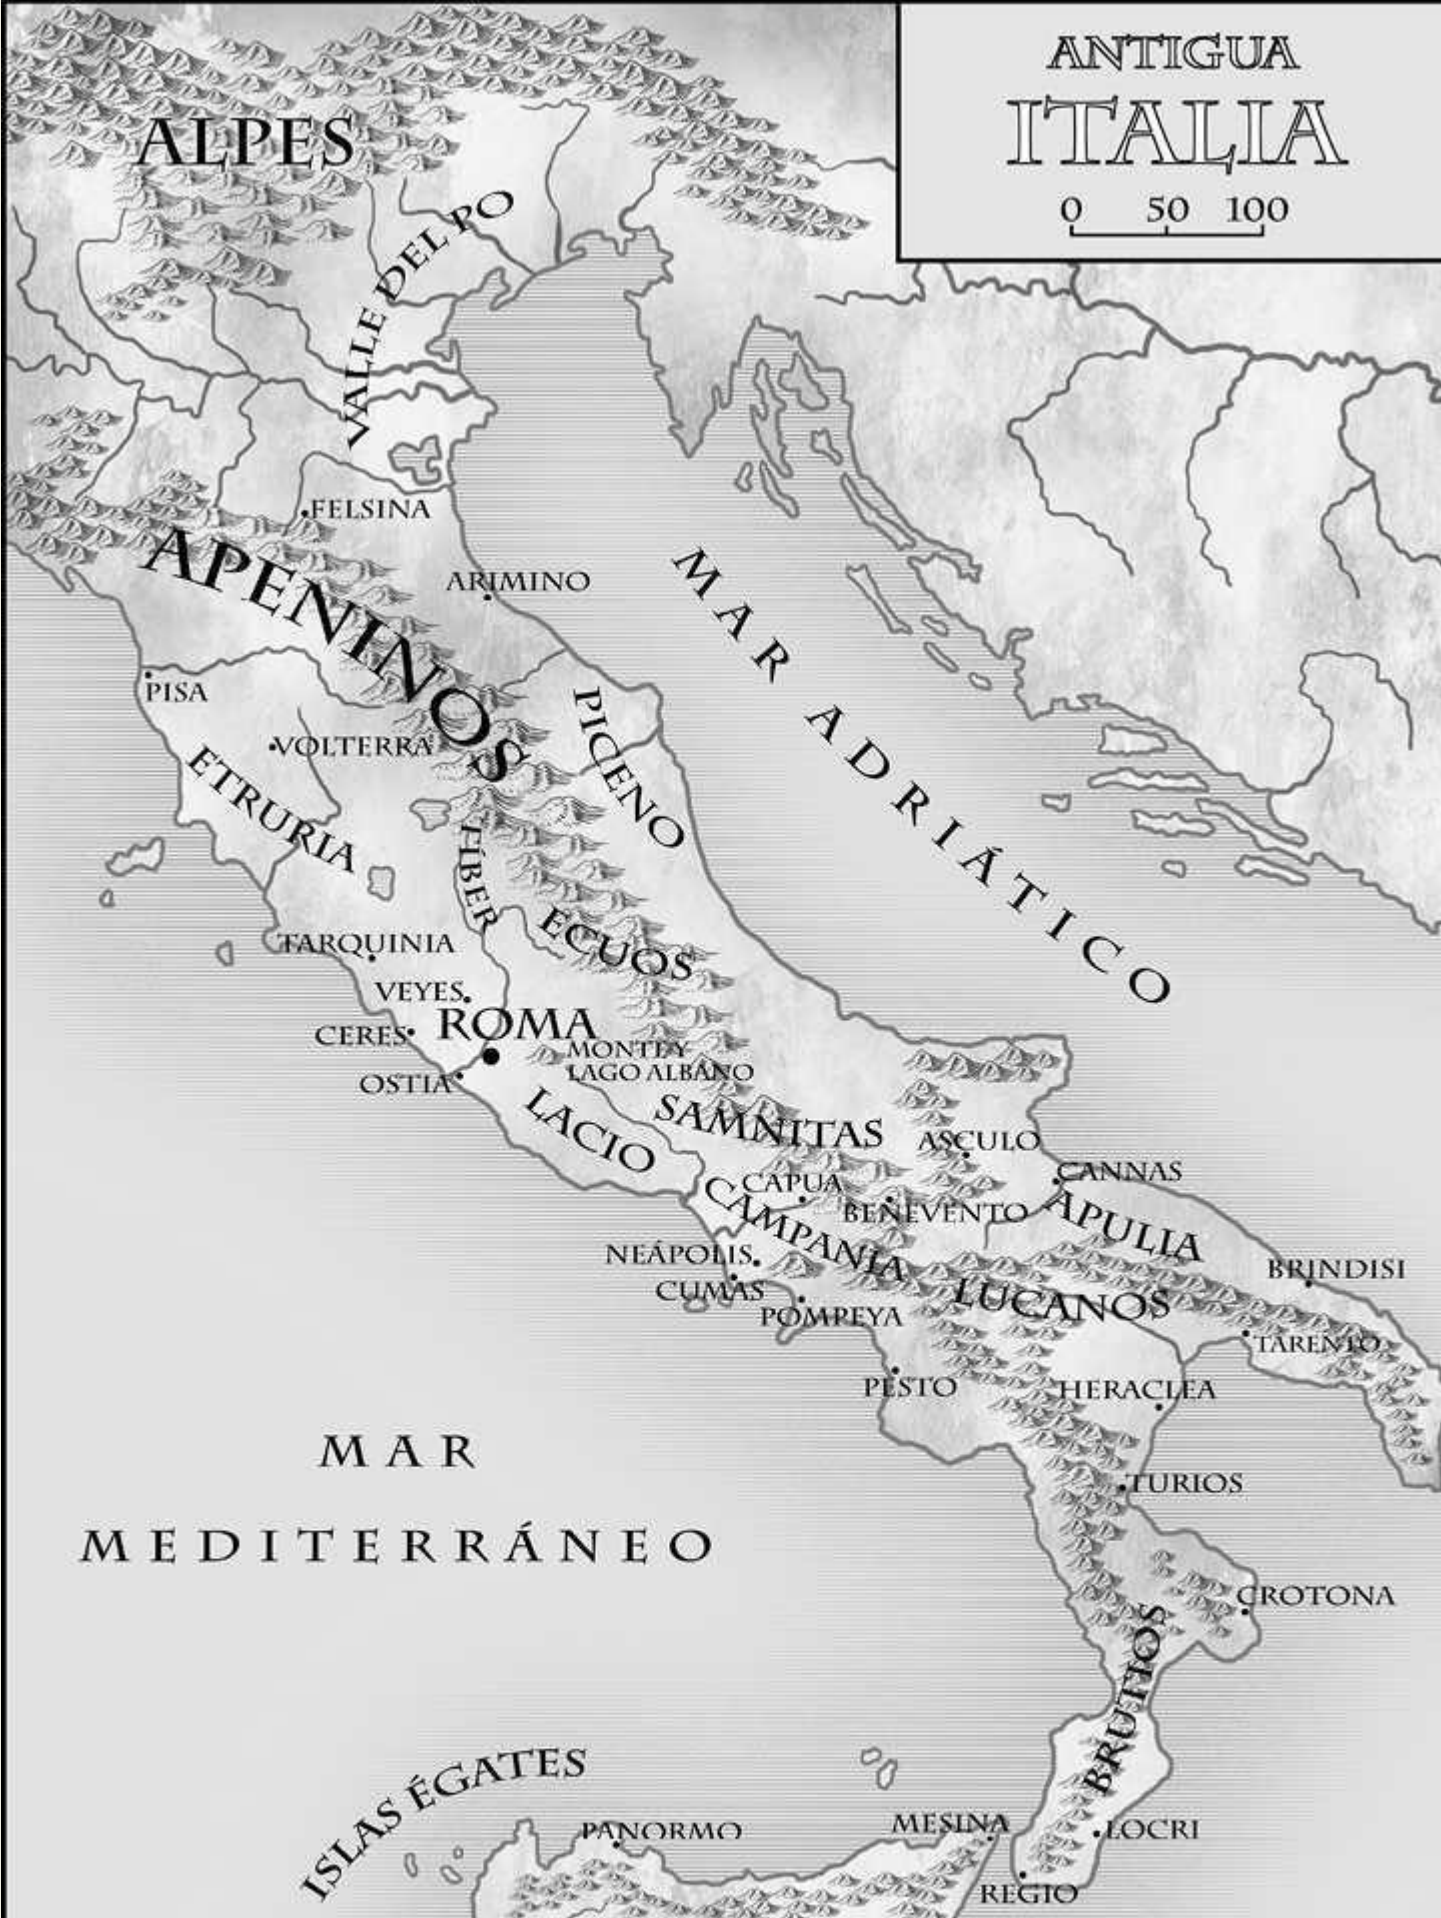 ANTIGUA
ITALIA
0 50 100
ALPES
VALLE DEL PO
FELSINA
APENINOS
ARIMINO
MAR ADRIÁTICO
PISA
PICENO
VOLTERRA
ETRURIA
TÍBER
ECUOS
TARQUINIA
VEYES
CERES
ROMA
MONTE Y
LAGO ALBANO
OSTIA
LACIO
SAMNITAS
ASCULO
CANNAS
CAPUA
CAMPANIA
BENEVENTO
APULIA
NEÁPOLIS
CUMAS
POMPEYA
LUCANOS
BRINDISI
TARENTO
PESTO
HERACLEA
MAR
MEDITERRÁNEO
TURIOS
CROTONA
BRUTIOS
ISLAS ÉGATES
PANORMO
MESINA
LOCRI
REGIO